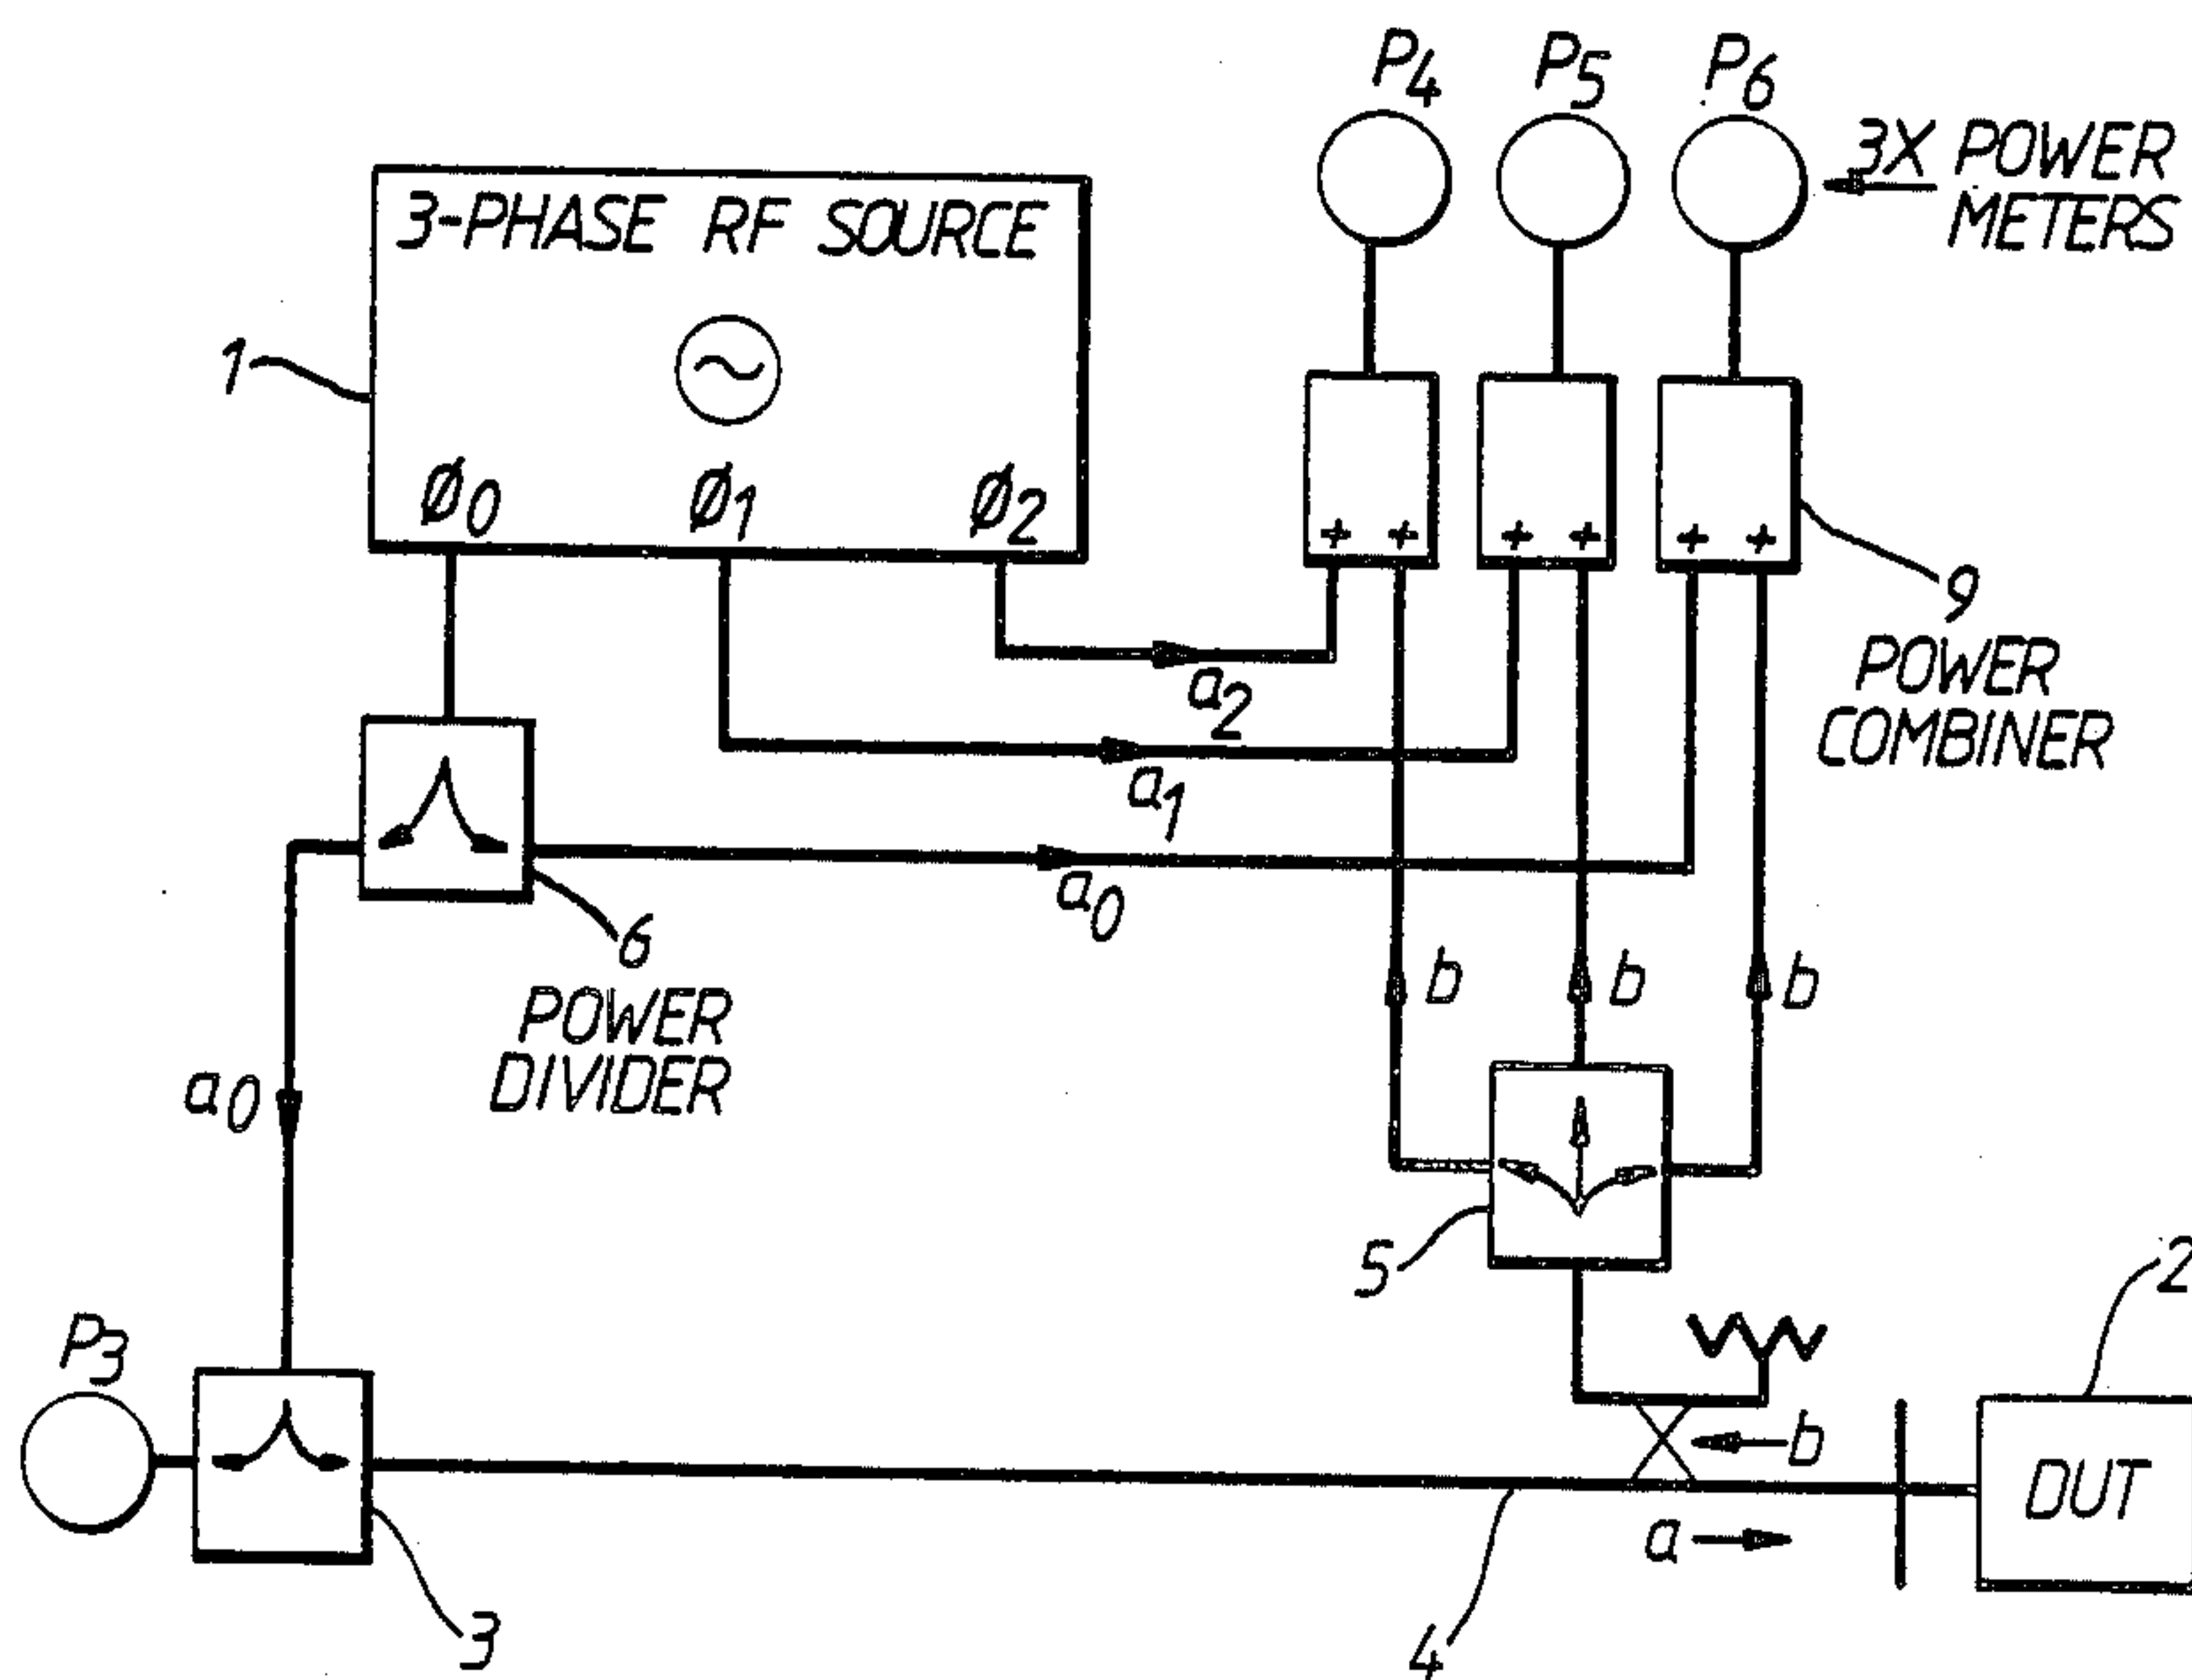 P4
P5
P6
3X POWER
METERS
3-PHASE RF SOURCE
1
Ø0
Ø1
Ø2
+ +
+ +
+ +
9
POWER
COMBINER
a2
a1
a0
6
POWER
DIVIDER
b
b
b
a0
5
2
P3
b
DUT
a
3
4